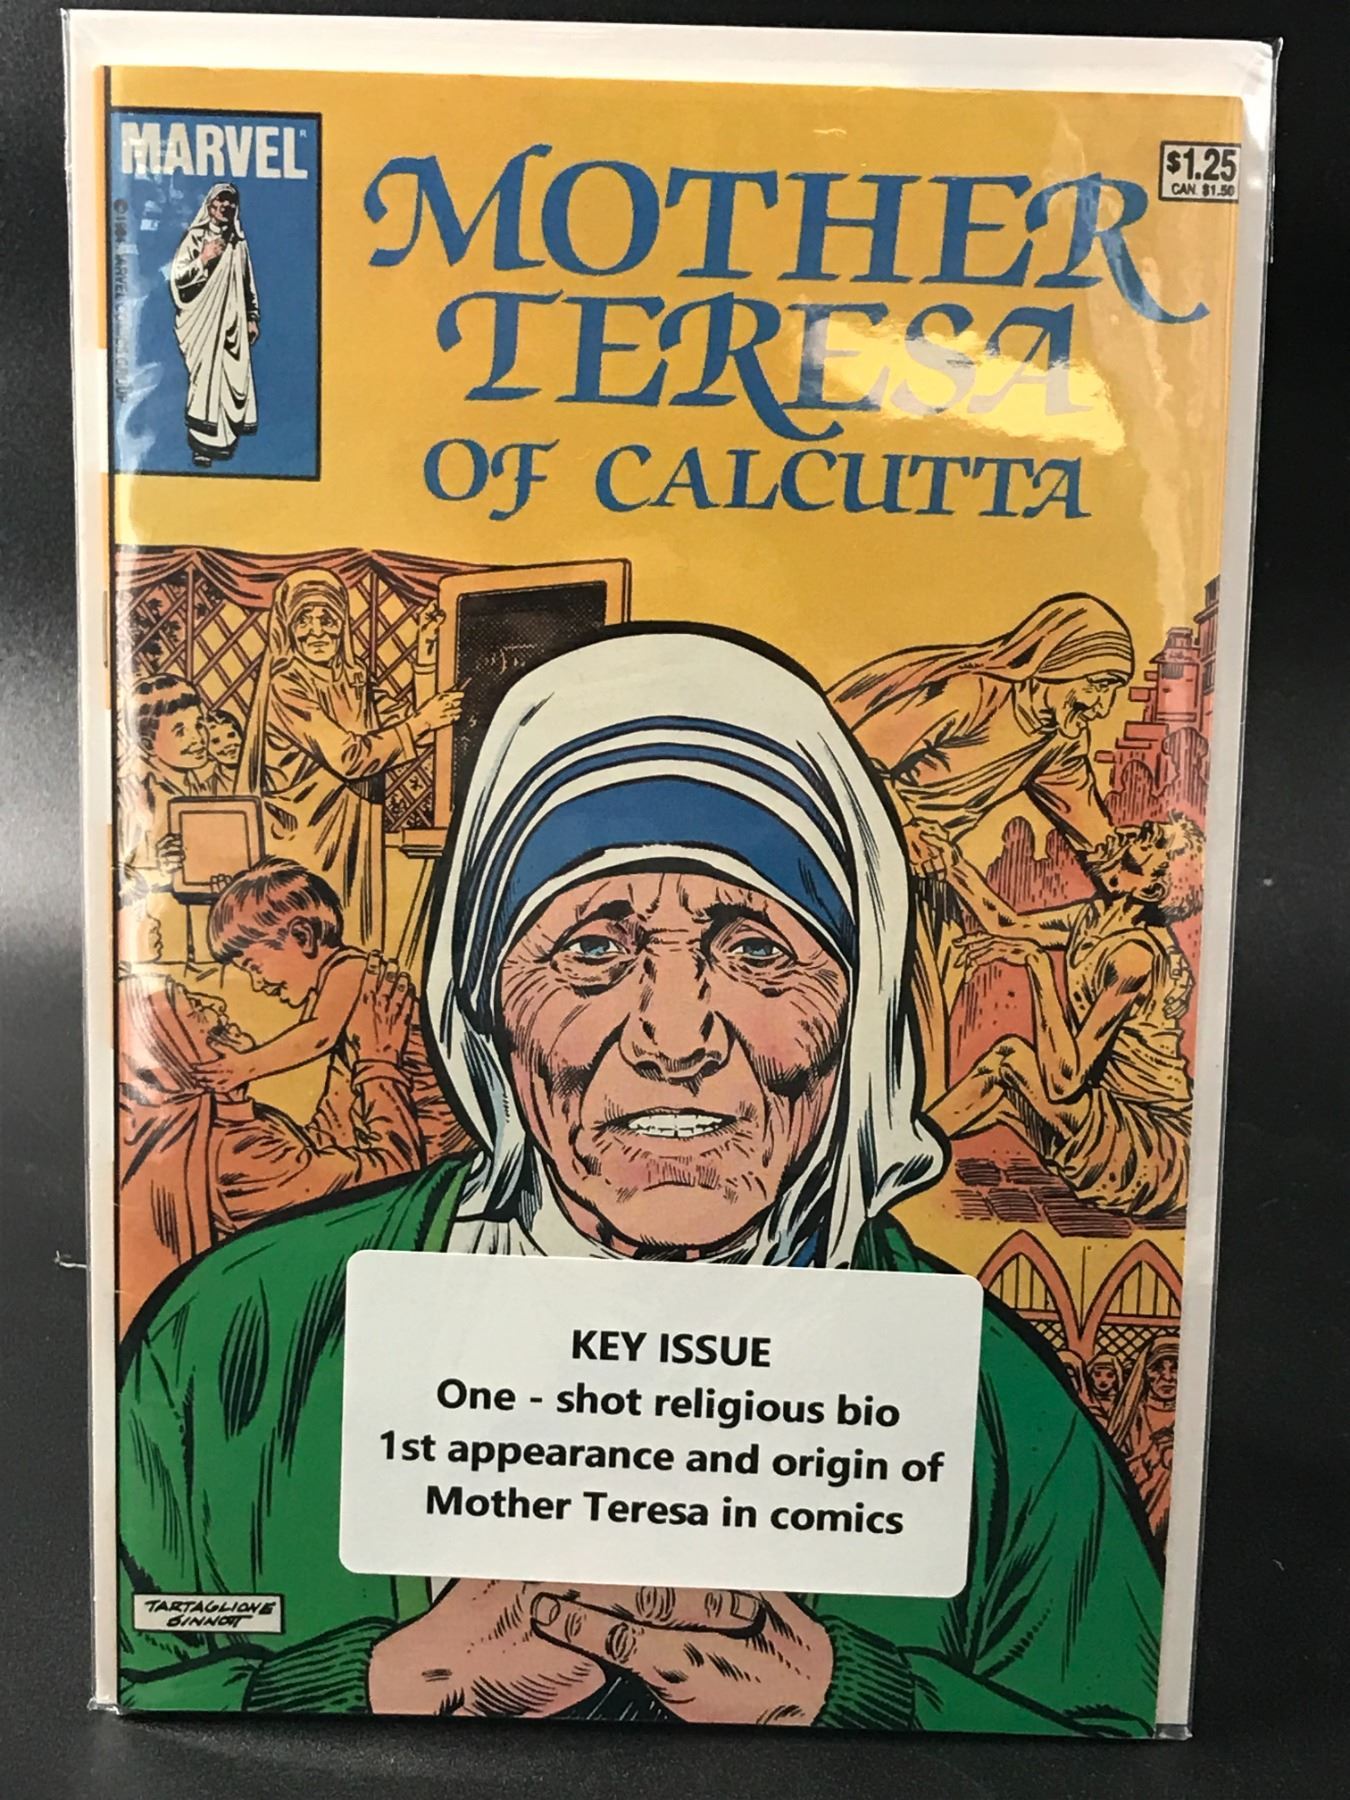 MARVEL®
MOTHER
TERESA
OF CALCUTTA
$1.25
CAN. $1.50
KEY ISSUE
One - shot religious bio
1st appearance and origin of
Mother Teresa in comics
TARTAGLIONE
SINNOTT